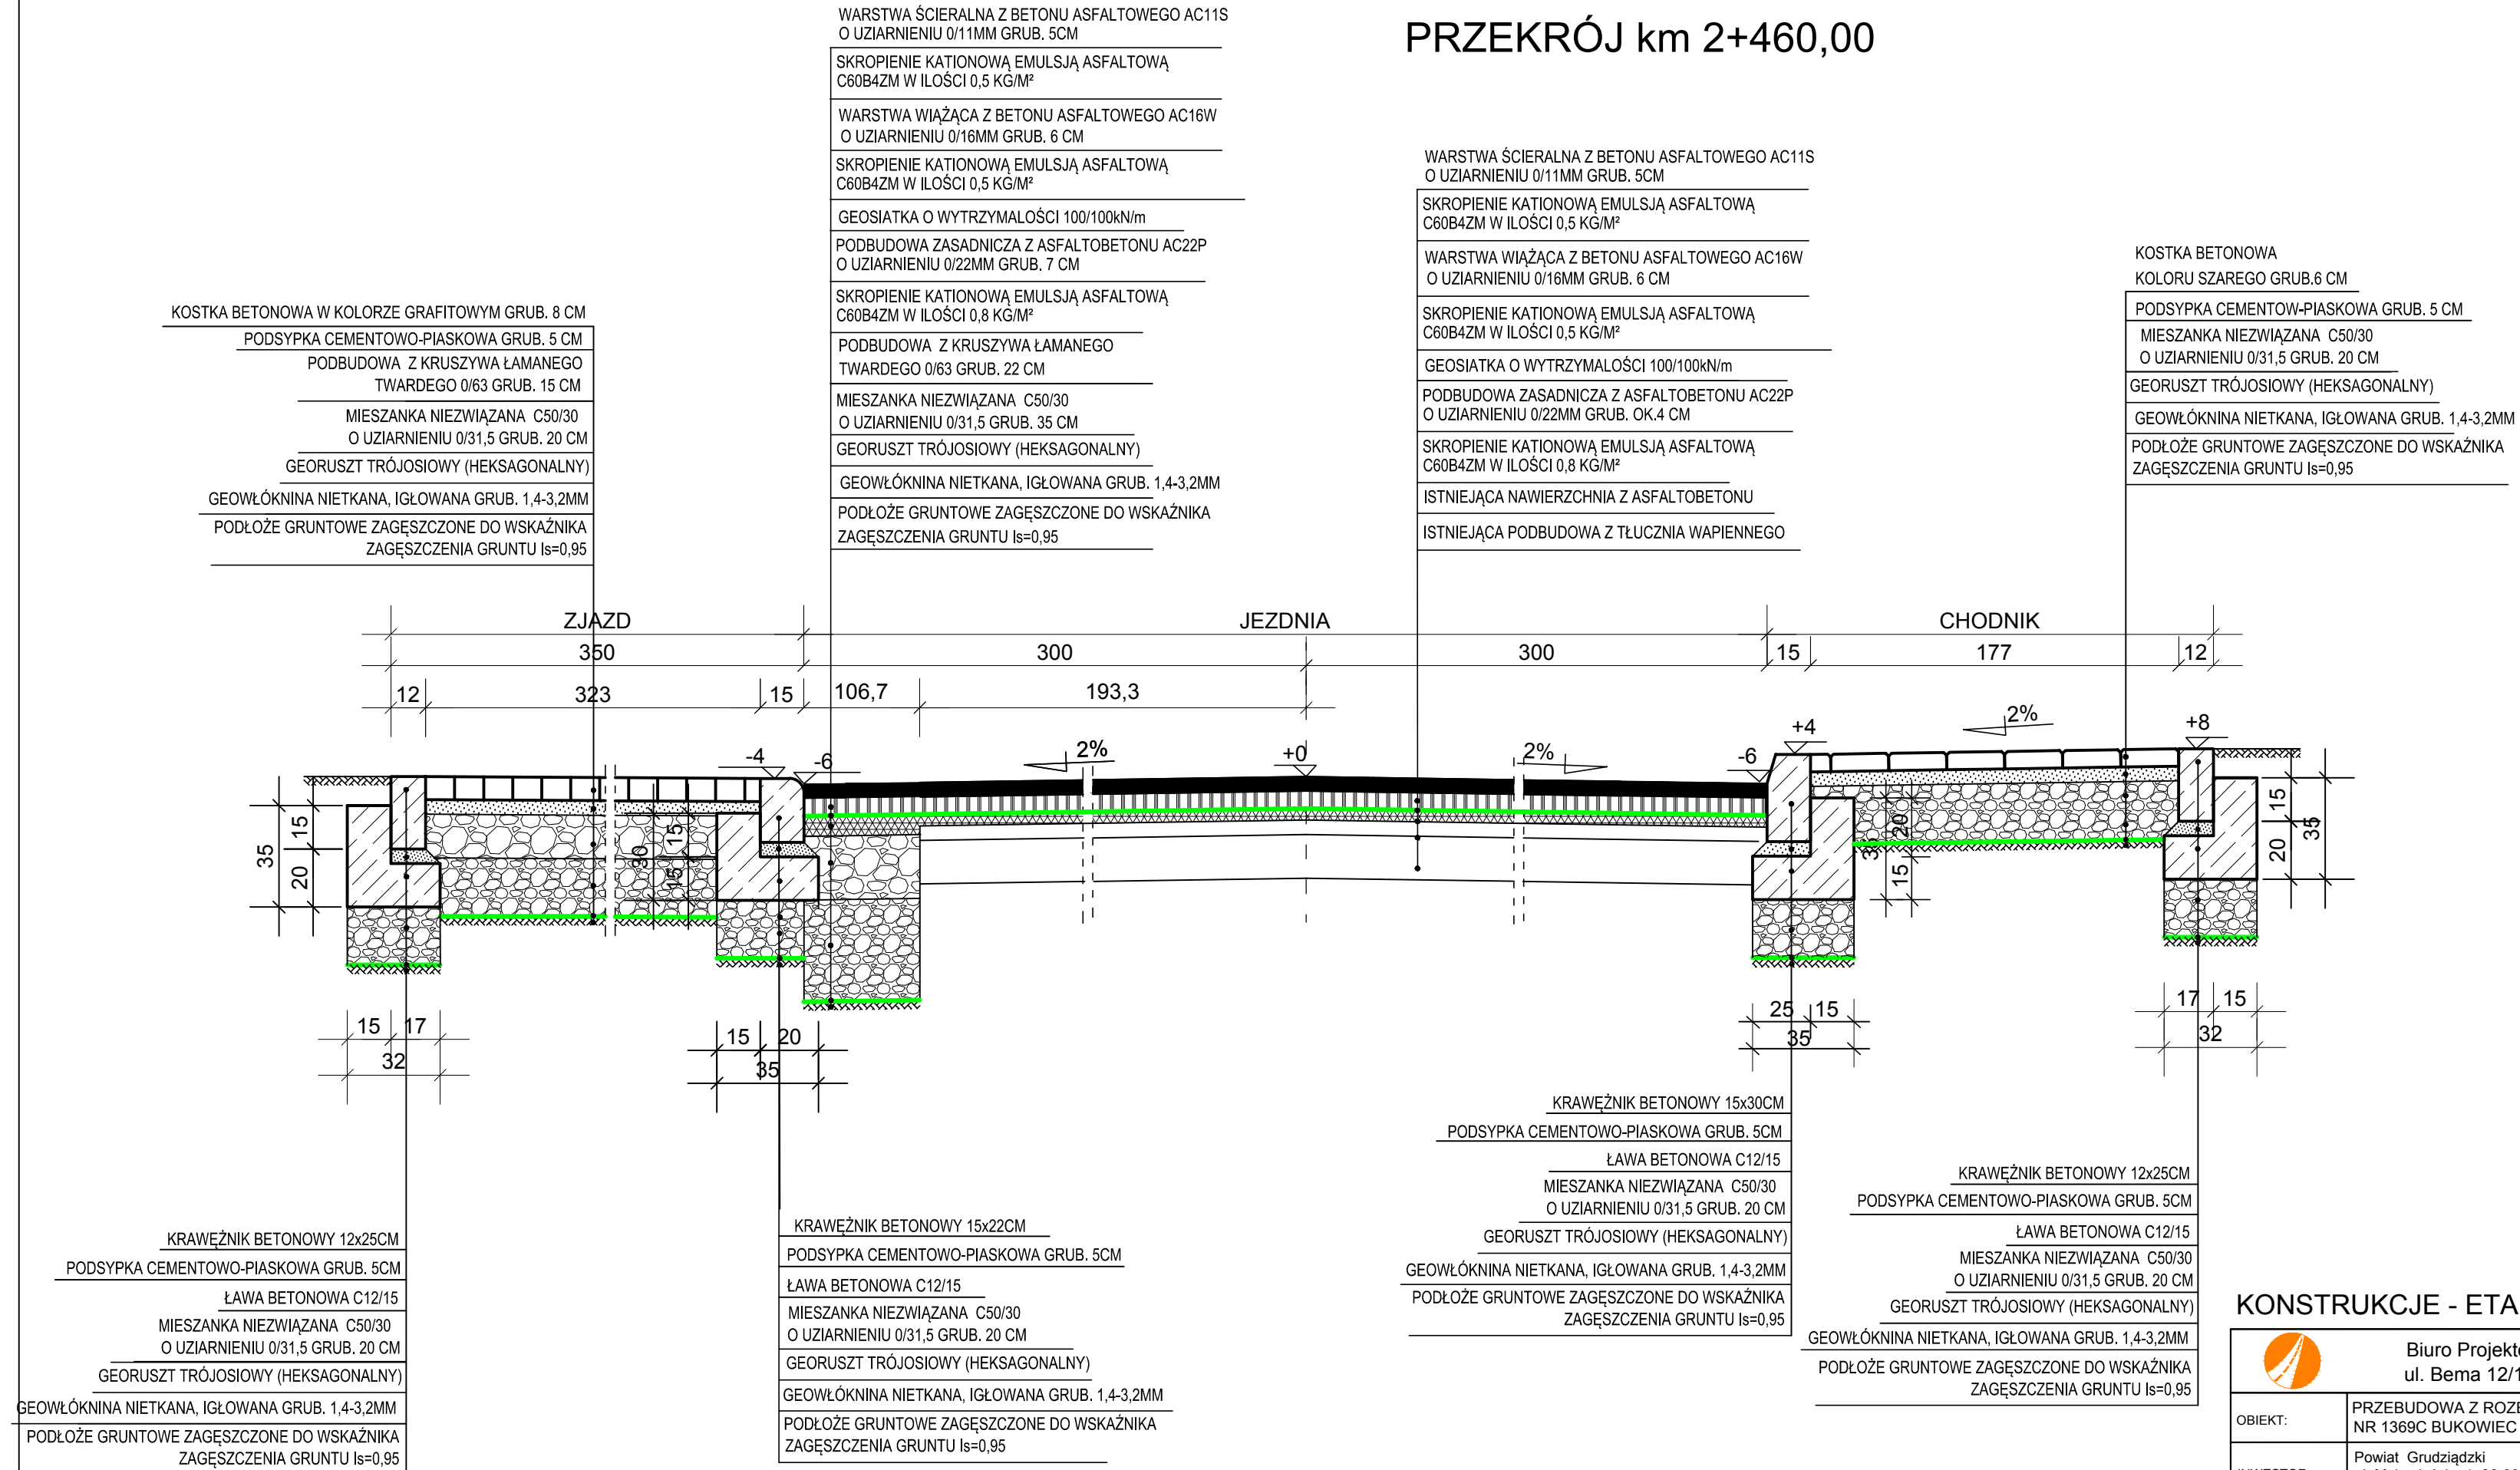 PRZEKRÓJ km 2+460,00
WARSTWA ŚCIERALNA Z BETONU ASFALTOWEGO AC11S
O UZIARNIENIU 0/11MM GRUB. 5CM
SKROPIENIE KATIONOWĄ EMULSJĄ ASFALTOWĄ
C60B4ZM W ILOŚCI 0,5 KG/M²
WARSTWA WIĄŻĄCA Z BETONU ASFALTOWEGO AC16W
O UZIARNIENIU 0/16MM GRUB. 6 CM
SKROPIENIE KATIONOWĄ EMULSJĄ ASFALTOWĄ
C60B4ZM W ILOŚCI 0,5 KG/M²
GEOSIATKA O WYTRZYMALOŚCI 100/100kN/m
PODBUDOWA ZASADNICZA Z ASFALTOBETONU AC22P
O UZIARNIENIU 0/22MM GRUB. 7 CM
SKROPIENIE KATIONOWĄ EMULSJĄ ASFALTOWĄ
C60B4ZM W ILOŚCI 0,8 KG/M²
PODBUDOWA Z KRUSZYWA ŁAMANEGO
TWARDEGO 0/63 GRUB. 22 CM
MIESZANKA NIEZWIĄZANA C50/30
O UZIARNIENIU 0/31,5 GRUB. 35 CM
GEORUSZT TRÓJOSIOWY (HEKSAGONALNY)
GEOWŁÓKNINA NIETKANA, IGŁOWANA GRUB. 1,4-3,2MM
PODŁOŻE GRUNTOWE ZAGĘSZCZONE DO WSKAŹNIKA
ZAGĘSZCZENIA GRUNTU Is=0,95
WARSTWA ŚCIERALNA Z BETONU ASFALTOWEGO AC11S
O UZIARNIENIU 0/11MM GRUB. 5CM
SKROPIENIE KATIONOWĄ EMULSJĄ ASFALTOWĄ
C60B4ZM W ILOŚCI 0,5 KG/M²
WARSTWA WIĄŻĄCA Z BETONU ASFALTOWEGO AC16W
O UZIARNIENIU 0/16MM GRUB. 6 CM
SKROPIENIE KATIONOWĄ EMULSJĄ ASFALTOWĄ
C60B4ZM W ILOŚCI 0,5 KG/M²
GEOSIATKA O WYTRZYMALOŚCI 100/100kN/m
PODBUDOWA ZASADNICZA Z ASFALTOBETONU AC22P
O UZIARNIENIU 0/22MM GRUB. OK.4 CM
SKROPIENIE KATIONOWĄ EMULSJĄ ASFALTOWĄ
C60B4ZM W ILOŚCI 0,8 KG/M²
ISTNIEJĄCA NAWIERZCHNIA Z ASFALTOBETONU
ISTNIEJĄCA PODBUDOWA Z TŁUCZNIA WAPIENNEGO
KOSTKA BETONOWA
KOLORU SZAREGO GRUB.6 CM
PODSYPKA CEMENTOW-PIASKOWA GRUB. 5 CM
MIESZANKA NIEZWIĄZANA C50/30
O UZIARNIENIU 0/31,5 GRUB. 20 CM
GEORUSZT TRÓJOSIOWY (HEKSAGONALNY)
GEOWŁÓKNINA NIETKANA, IGŁOWANA GRUB. 1,4-3,2MM
PODŁOŻE GRUNTOWE ZAGĘSZCZONE DO WSKAŹNIKA
ZAGĘSZCZENIA GRUNTU Is=0,95
KOSTKA BETONOWA W KOLORZE GRAFITOWYM GRUB. 8 CM
PODSYPKA CEMENTOWO-PIASKOWA GRUB. 5 CM
PODBUDOWA Z KRUSZYWA ŁAMANEGO
TWARDEGO 0/63 GRUB. 15 CM
MIESZANKA NIEZWIĄZANA C50/30
O UZIARNIENIU 0/31,5 GRUB. 20 CM
GEORUSZT TRÓJOSIOWY (HEKSAGONALNY)
GEOWŁÓKNINA NIETKANA, IGŁOWANA GRUB. 1,4-3,2MM
PODŁOŻE GRUNTOWE ZAGĘSZCZONE DO WSKAŹNIKA
ZAGĘSZCZENIA GRUNTU Is=0,95
ZJAZD JEZDNIA CHODNIK
350 300 300 15 177 12
12 323 15 106,7 193,3
-4 -6 2% +0 2% -6 +4 2% +8
35 15 20 30 15 15 35 20 15 15 20 35
15 17
32
15 20
35
25 15
35
17 15
32
KRAWĘŻNIK BETONOWY 12x25CM
PODSYPKA CEMENTOWO-PIASKOWA GRUB. 5CM
ŁAWA BETONOWA C12/15
MIESZANKA NIEZWIĄZANA C50/30
O UZIARNIENIU 0/31,5 GRUB. 20 CM
GEORUSZT TRÓJOSIOWY (HEKSAGONALNY)
GEOWŁÓKNINA NIETKANA, IGŁOWANA GRUB. 1,4-3,2MM
PODŁOŻE GRUNTOWE ZAGĘSZCZONE DO WSKAŹNIKA
ZAGĘSZCZENIA GRUNTU Is=0,95
KRAWĘŻNIK BETONOWY 15x22CM
PODSYPKA CEMENTOWO-PIASKOWA GRUB. 5CM
ŁAWA BETONOWA C12/15
MIESZANKA NIEZWIĄZANA C50/30
O UZIARNIENIU 0/31,5 GRUB. 20 CM
GEORUSZT TRÓJOSIOWY (HEKSAGONALNY)
GEOWŁÓKNINA NIETKANA, IGŁOWANA GRUB. 1,4-3,2MM
PODŁOŻE GRUNTOWE ZAGĘSZCZONE DO WSKAŹNIKA
ZAGĘSZCZENIA GRUNTU Is=0,95
KRAWĘŻNIK BETONOWY 15x30CM
PODSYPKA CEMENTOWO-PIASKOWA GRUB. 5CM
ŁAWA BETONOWA C12/15
MIESZANKA NIEZWIĄZANA C50/30
O UZIARNIENIU 0/31,5 GRUB. 20 CM
GEORUSZT TRÓJOSIOWY (HEKSAGONALNY)
GEOWŁÓKNINA NIETKANA, IGŁOWANA GRUB. 1,4-3,2MM
PODŁOŻE GRUNTOWE ZAGĘSZCZONE DO WSKAŹNIKA
ZAGĘSZCZENIA GRUNTU Is=0,95
KRAWĘŻNIK BETONOWY 12x25CM
PODSYPKA CEMENTOWO-PIASKOWA GRUB. 5CM
ŁAWA BETONOWA C12/15
MIESZANKA NIEZWIĄZANA C50/30
O UZIARNIENIU 0/31,5 GRUB. 20 CM
GEORUSZT TRÓJOSIOWY (HEKSAGONALNY)
GEOWŁÓKNINA NIETKANA, IGŁOWANA GRUB. 1,4-3,2MM
PODŁOŻE GRUNTOWE ZAGĘSZCZONE DO WSKAŹNIKA
ZAGĘSZCZENIA GRUNTU Is=0,95
KONSTRUKCJE - ETA
Biuro Projekt
ul. Bema 12/1
OBIEKT:
PRZEBUDOWA Z ROZ
NR 1369C BUKOWIEC
Powiat Grudziądzki